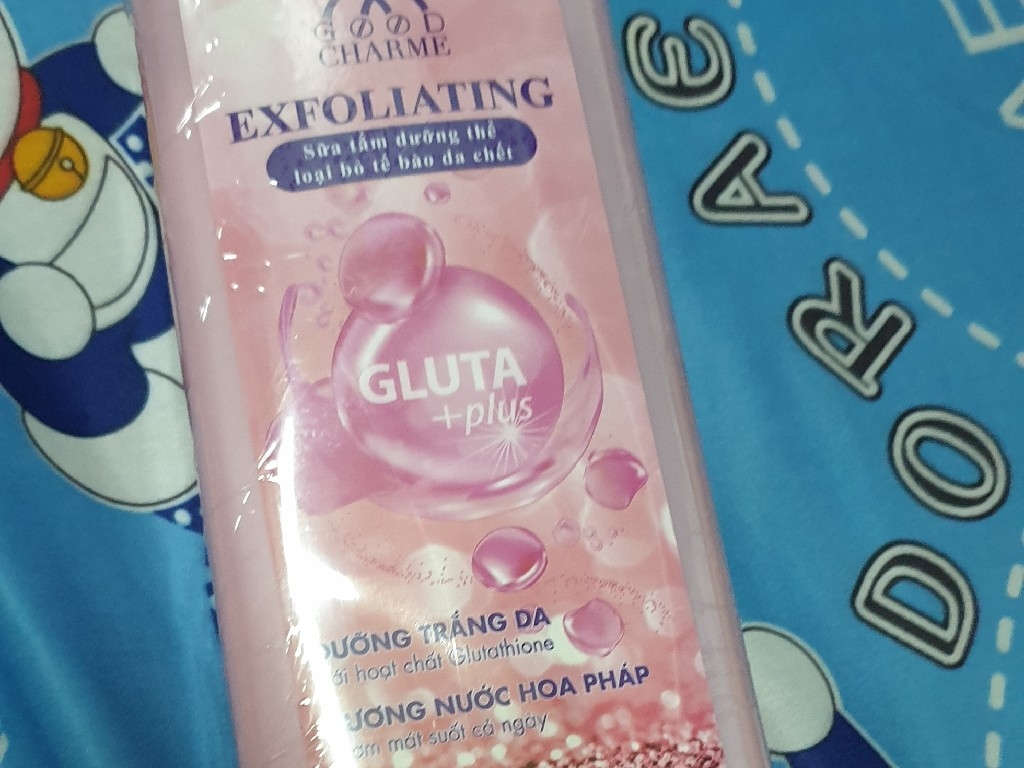 GOOD
CHARME
EXFOLIATING
Sữa tắm dưỡng thể
loại bỏ tế bào da chết
GLUTA
+plus
DƯỠNG TRẮNG DA
hoạt chất Glutathione
HƯƠNG NƯỚC HOA PHÁP
mát suốt cả ngày
DORAE